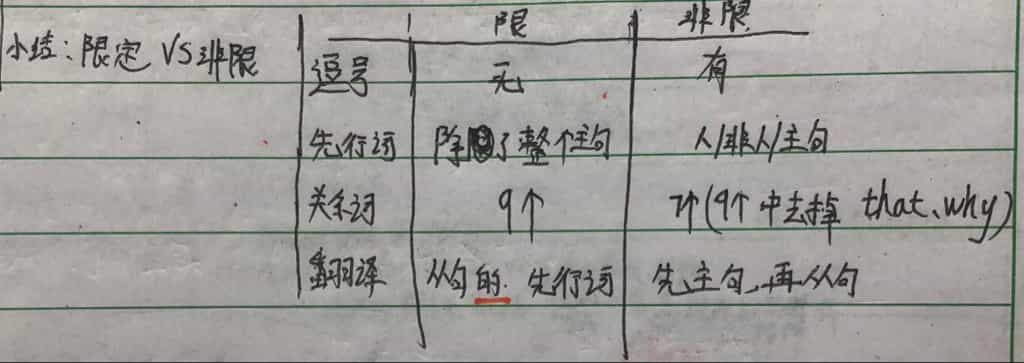 限 非限
小结：限定 VS 非限 逗号 无 有
先行词 除了整个主句 人/非人/主句
关系词 9个 7个(9个中去掉 that、why)
翻译 从句的 先行词 先主句,再从句